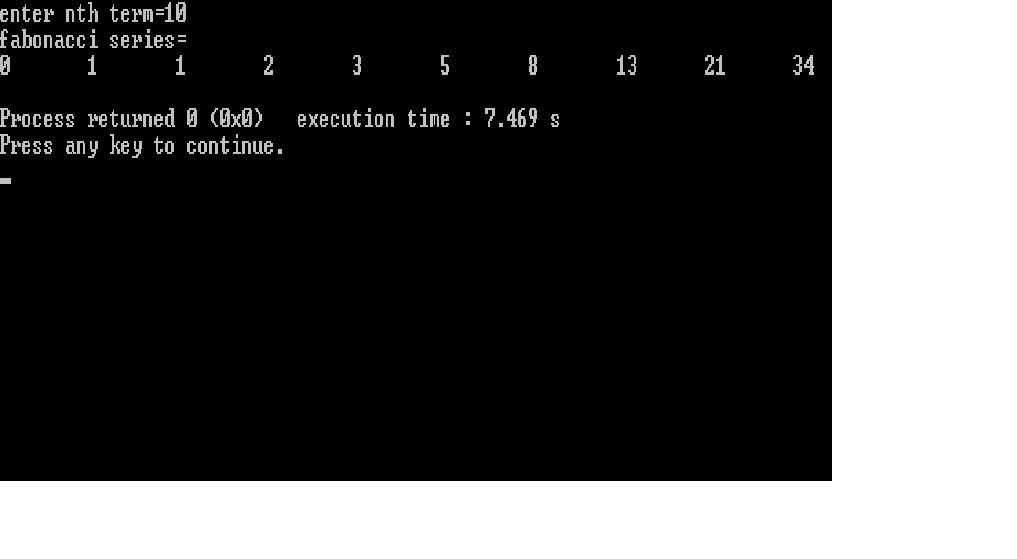 enter nth term=10
fabonacci series=
0 1 1 2 3 5 8 13 21 34
Process returned 0 (0x0) execution time : 7.469 s
Press any key to continue.